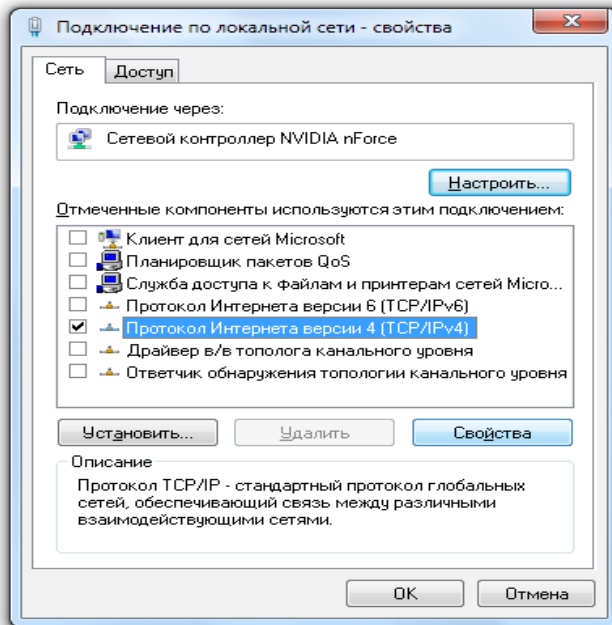 Подключение по локальной сети - свойства
Сеть
Доступ
Подключение через:
Сетевой контроллер NVIDIA nForce
Настроить...
Отмеченные компоненты используются этим подключением:
Клиент для сетей Microsoft
Планировщик пакетов QoS
Служба доступа к файлам и принтерам сетей Micro...
Протокол Интернета версии 6 (TCP/IPv6)
Протокол Интернета версии 4 (TCP/IPv4)
Драйвер в/в тополога канального уровня
Ответчик обнаружения топологии канального уровня
Установить...
Удалить
Свойства
Описание
Протокол TCP/IP - стандартный протокол глобальных
сетей, обеспечивающий связь между различными
взаимодействующими сетями.
OK
Отмена